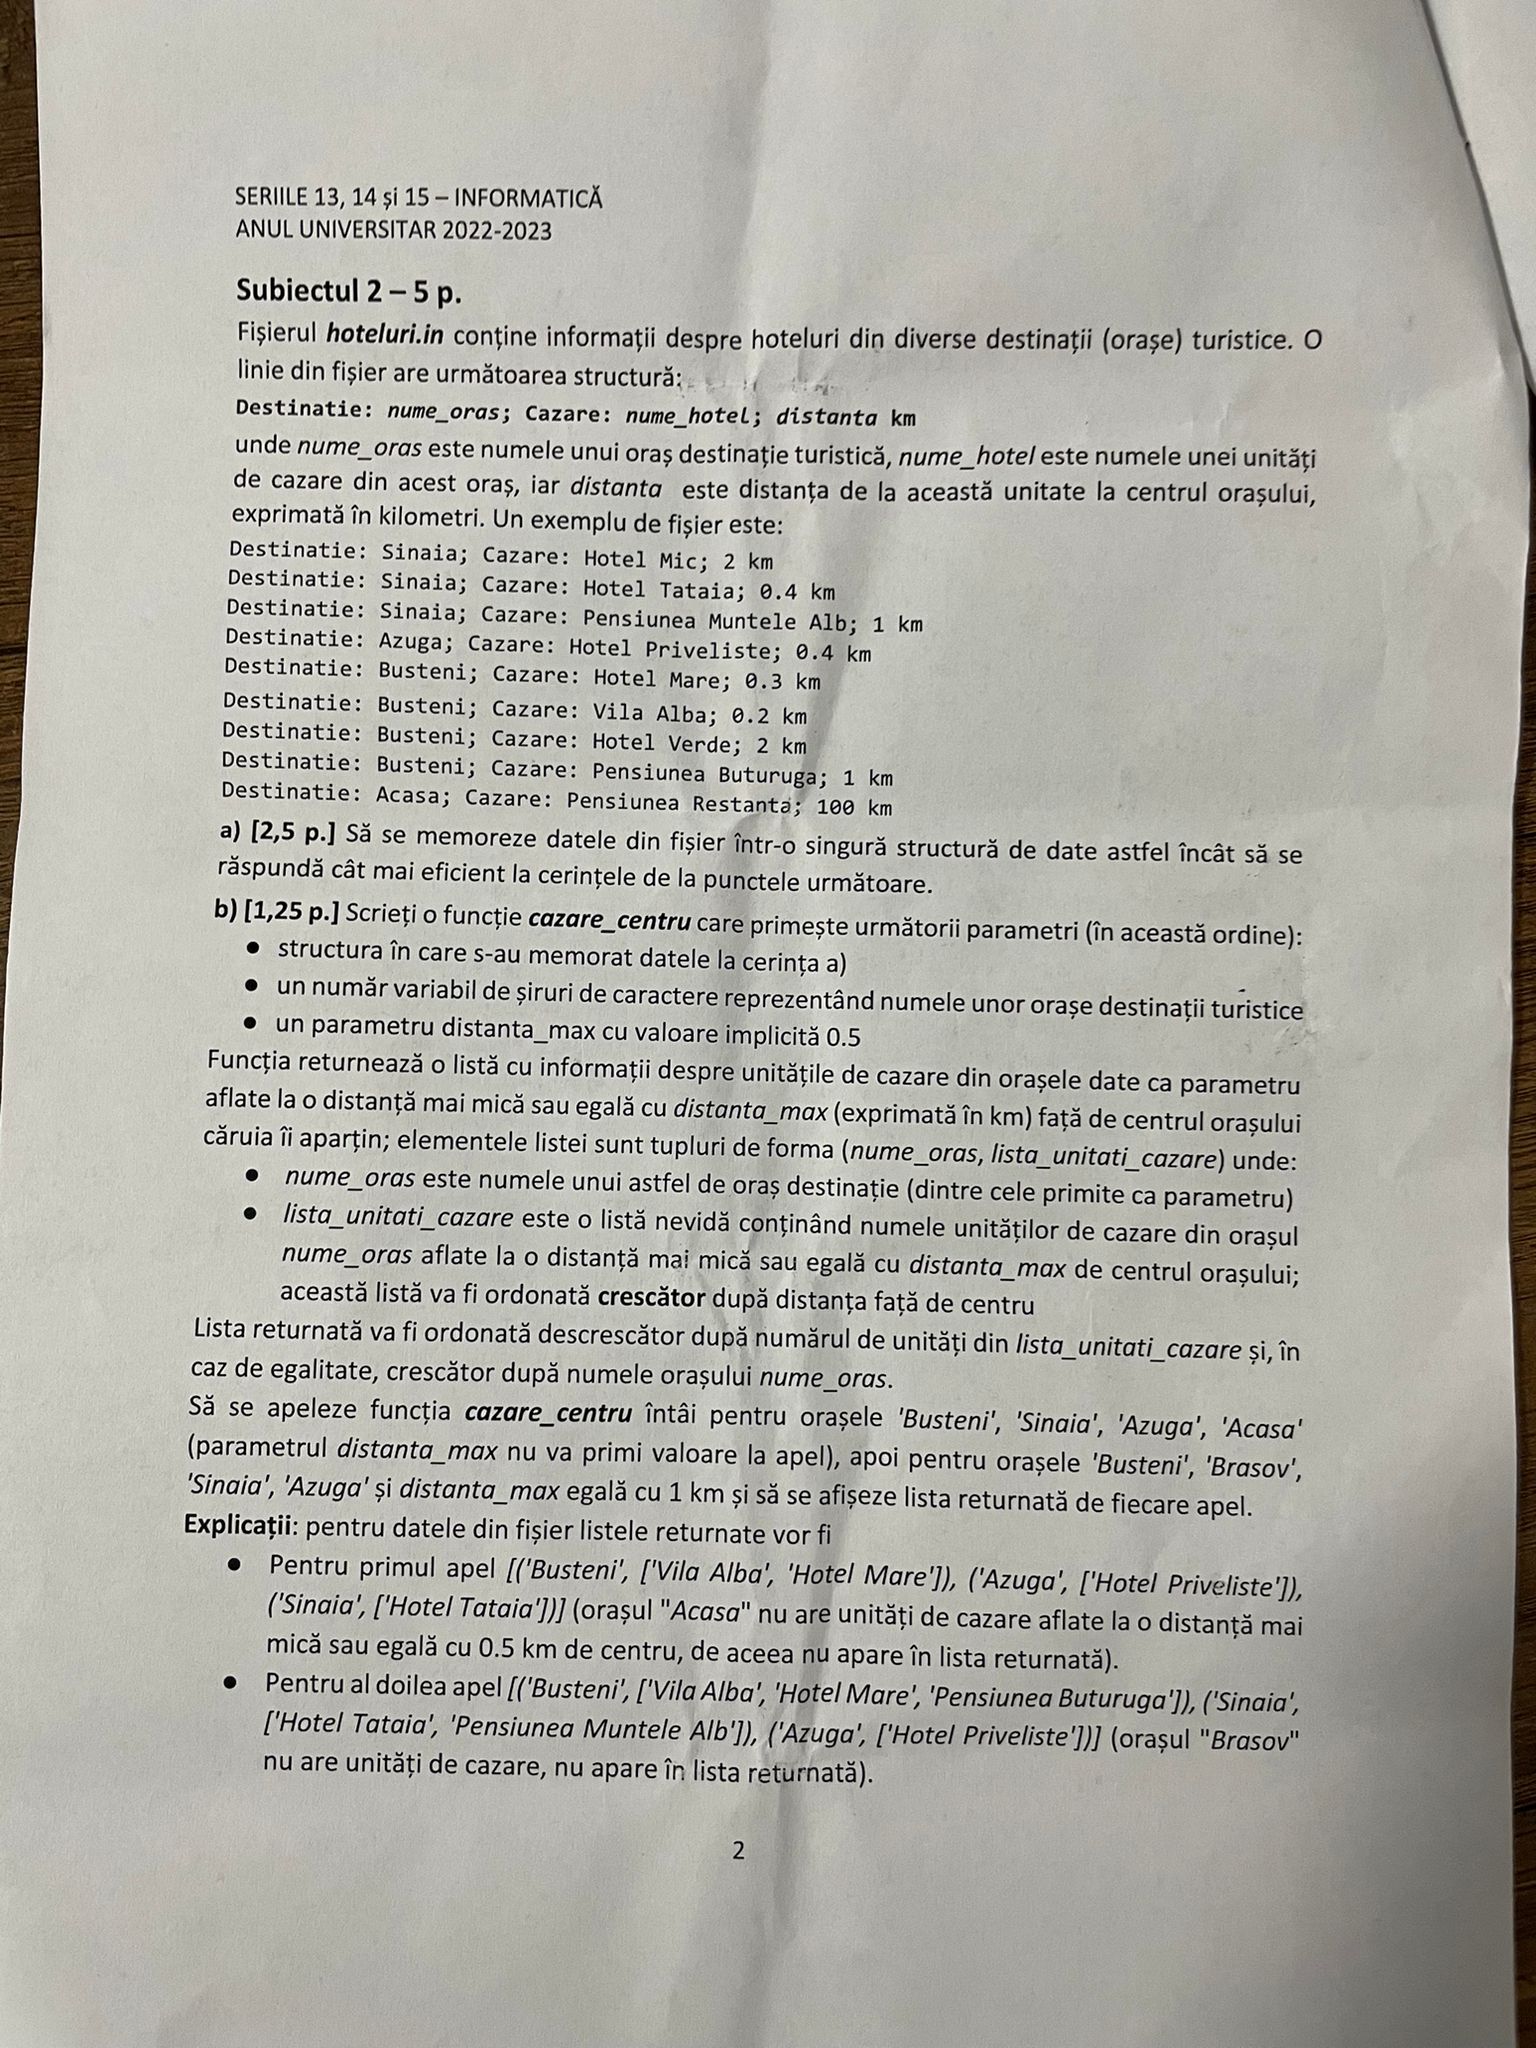 SERIILE 13, 14 și 15 – INFORMATICĂ
ANUL UNIVERSITAR 2022-2023
Subiectul 2 – 5 p.
Fișierul hoteluri.in conține informații despre hoteluri din diverse destinații (orașe) turistice. O
linie din fișier are următoarea structură:
Destinatie: nume_oras; Cazare: nume_hotel; distanta km
unde nume_oras este numele unui oraș destinație turistică, nume_hotel este numele unei unități
de cazare din acest oraș, iar distanta este distanța de la această unitate la centrul orașului,
exprimată în kilometri. Un exemplu de fișier este:
Destinatie: Sinaia; Cazare: Hotel Mic; 2 km
Destinatie: Sinaia; Cazare: Hotel Tataia; 0.4 km
Destinatie: Sinaia; Cazare: Pensiunea Muntele Alb; 1 km
Destinatie: Azuga; Cazare: Hotel Priveliste; 0.4 km
Destinatie: Busteni; Cazare: Hotel Mare; 0.3 km
Destinatie: Busteni; Cazare: Vila Alba; 0.2 km
Destinatie: Busteni; Cazare: Hotel Verde; 2 km
Destinatie: Busteni; Cazare: Pensiunea Buturuga; 1 km
Destinatie: Acasa; Cazare: Pensiunea Restanta; 100 km
a) [2,5 p.] Să se memoreze datele din fișier într-o singură structură de date astfel încât să se
răspundă cât mai eficient la cerințele de la punctele următoare.
b) [1,25 p.] Scrieți o funcție cazare_centru care primește următorii parametri (în această ordine):
● structura în care s-au memorat datele la cerința a)
● un număr variabil de șiruri de caractere reprezentând numele unor orașe destinații turistice
● un parametru distanta_max cu valoare implicită 0.5
Funcția returnează o listă cu informații despre unitățile de cazare din orașele date ca parametru
aflate la o distanță mai mică sau egală cu distanta_max (exprimată în km) față de centrul orașului
căruia îi aparțin; elementele listei sunt tupluri de forma (nume_oras, lista_unitati_cazare) unde:
● nume_oras este numele unui astfel de oraș destinație (dintre cele primite ca parametru)
● lista_unitati_cazare este o listă nevidă conținând numele unităților de cazare din orașul
nume_oras aflate la o distanță mai mică sau egală cu distanta_max de centrul orașului;
această listă va fi ordonată crescător după distanța față de centru
Lista returnată va fi ordonată descrescător după numărul de unități din lista_unitati_cazare și, în
caz de egalitate, crescător după numele orașului nume_oras.
Să se apeleze funcția cazare_centru întâi pentru orașele 'Busteni', 'Sinaia', 'Azuga', 'Acasa'
(parametrul distanta_max nu va primi valoare la apel), apoi pentru orașele 'Busteni', 'Brasov',
'Sinaia', 'Azuga' și distanta_max egală cu 1 km și să se afișeze lista returnată de fiecare apel.
Explicații: pentru datele din fișier listele returnate vor fi
● Pentru primul apel [('Busteni', ['Vila Alba', 'Hotel Mare']), ('Azuga', ['Hotel Priveliste']),
('Sinaia', ['Hotel Tataia'])] (orașul "Acasa" nu are unități de cazare aflate la o distanță mai
mică sau egală cu 0.5 km de centru, de aceea nu apare în lista returnată).
● Pentru al doilea apel [('Busteni', ['Vila Alba', 'Hotel Mare', 'Pensiunea Buturuga']), ('Sinaia',
['Hotel Tataia', 'Pensiunea Muntele Alb']), ('Azuga', ['Hotel Priveliste'])] (orașul "Brasov"
nu are unități de cazare, nu apare în lista returnată).
2